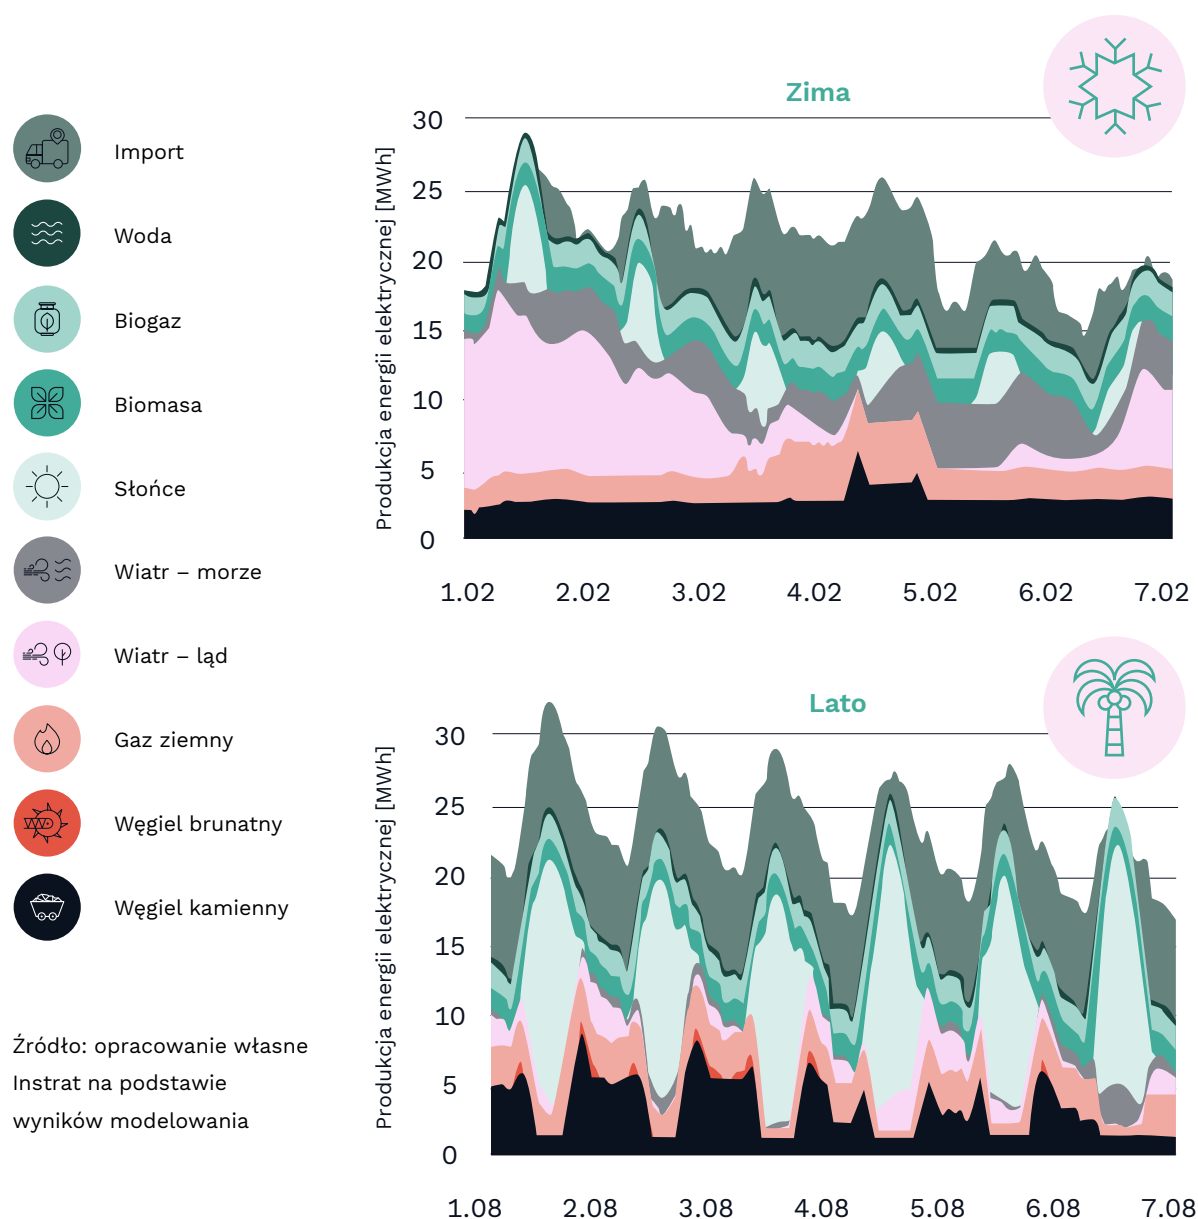 Import
Woda
Biogaz
Biomasa
Słońce
Wiatr – morze
Wiatr – ląd
Gaz ziemny
Węgiel brunatny
Węgiel kamienny
Źródło: opracowanie własne
Instrat na podstawie
wyników modelowania
Zima
Produkcja energii elektrycznej [MWh]
30
25
20
15
10
5
0
1.02 2.02 3.02 4.02 5.02 6.02 7.02
Lato
Produkcja energii elektrycznej [MWh]
30
25
20
15
10
5
0
1.08 2.08 3.08 4.08 5.08 6.08 7.08